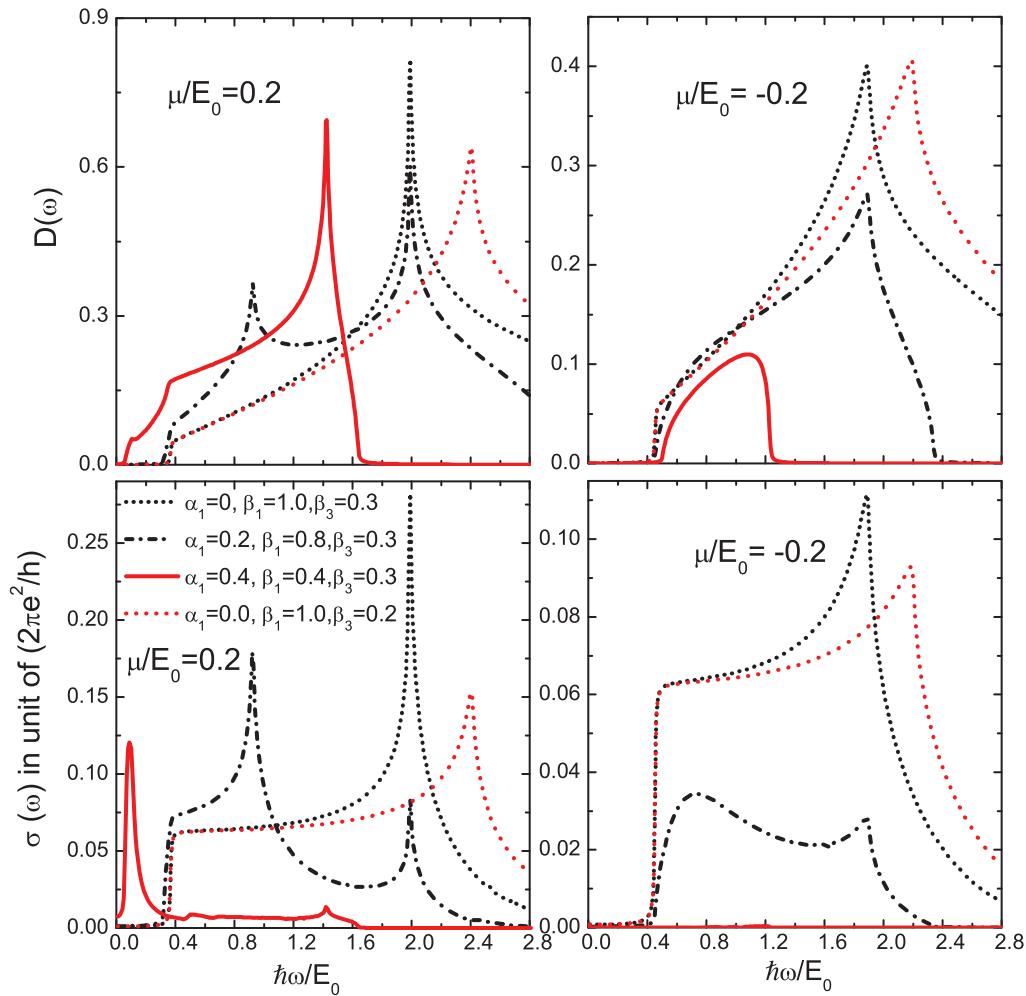 0.9
0.6
0.3
0.0
D(ω)
μ/E₀=0.2
0.4
0.3
0.2
0.1
0.0
μ/E₀= -0.2
0.25
0.20
0.15
0.10
0.05
0.00
σ (ω) in unit of (2πe²/h)
α₁=0, β₁=1.0,β₃=0.3
α₁=0.2, β₁=0.8,β₃=0.3
α₁=0.4, β₁=0.4,β₃=0.3
α₁=0.0, β₁=1.0,β₃=0.2
μ/E₀=0.2
0.0 0.4 0.8 1.2 1.6 2.0 2.4 2.8
ħω/E₀
0.10
0.08
0.06
0.04
0.02
0.00
μ/E₀= -0.2
0.0 0.4 0.8 1.2 1.6 2.0 2.4 2.8
ħω/E₀